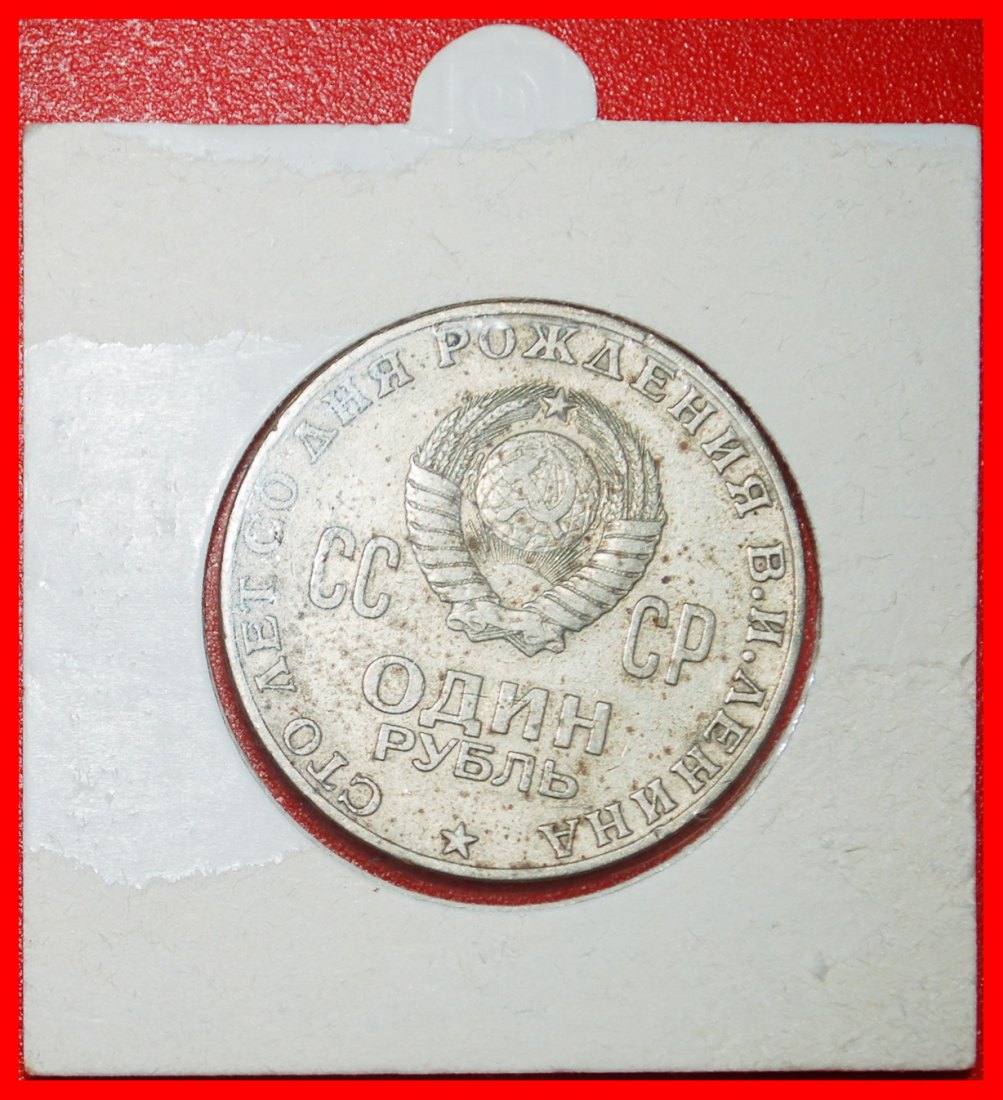 СТО ЛЕТ СО ДНЯ РОЖДЕНИЯ В.И.ЛЕНИНА
СС СР
ОДИН
РУБЛЬ